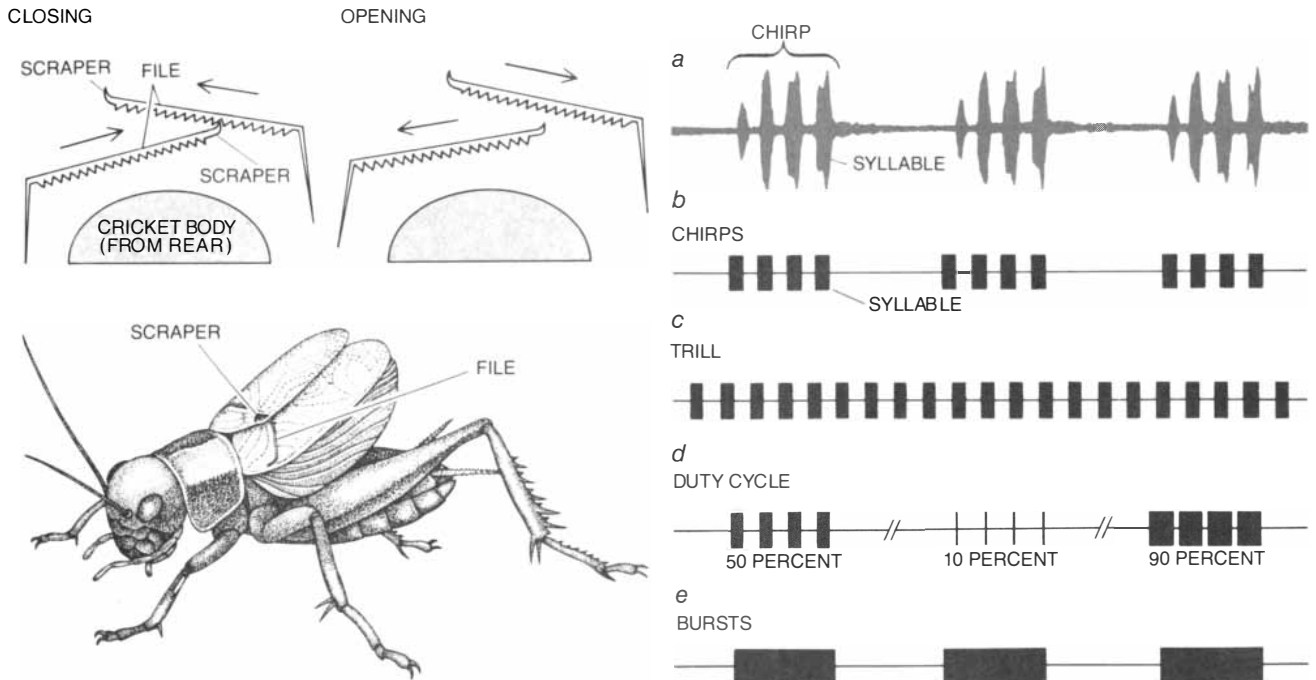 CLOSING
OPENING
SCRAPER
FILE
SCRAPER
CRICKET BODY
(FROM REAR)
SCRAPER
FILE
a
CHIRP
SYLLABLE
b
CHIRPS
SYLLABLE
c
TRILL
d
DUTY CYCLE
50 PERCENT
10 PERCENT
90 PERCENT
e
BURSTS